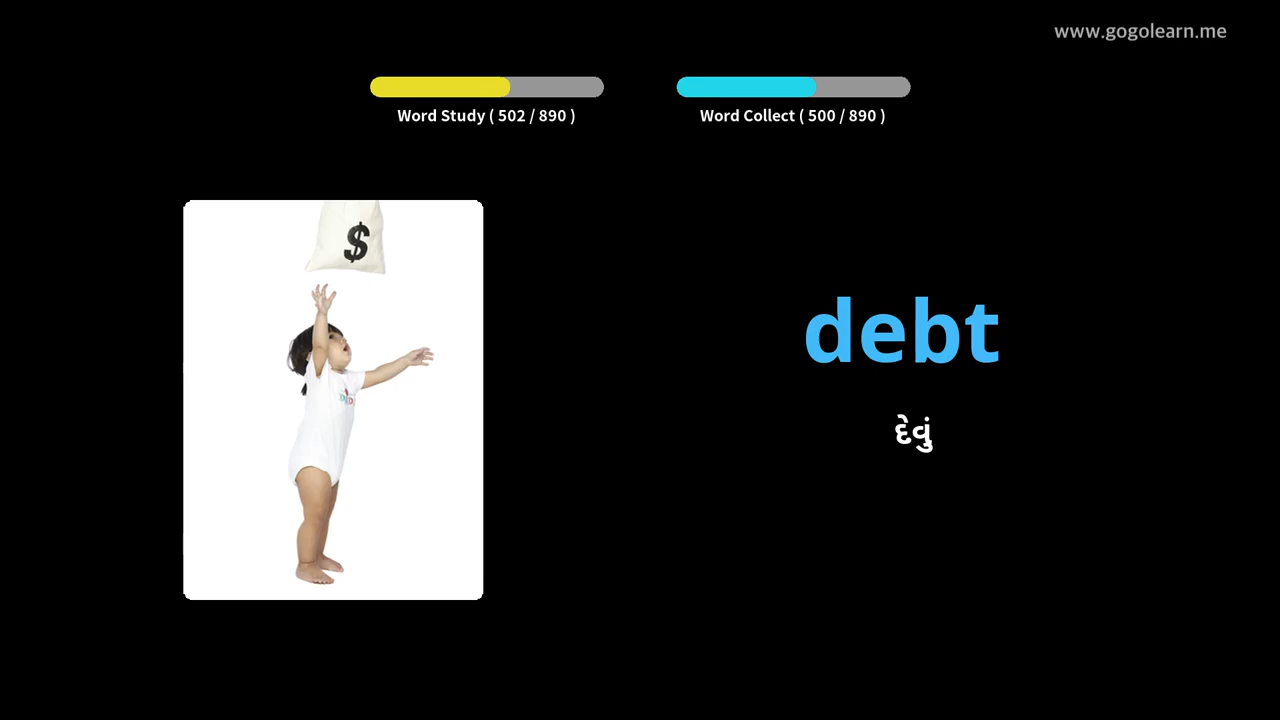 www.gogolearn.me
Word Study ( 502 / 890 )
Word Collect ( 500 / 890 )
$
debt
દેવું